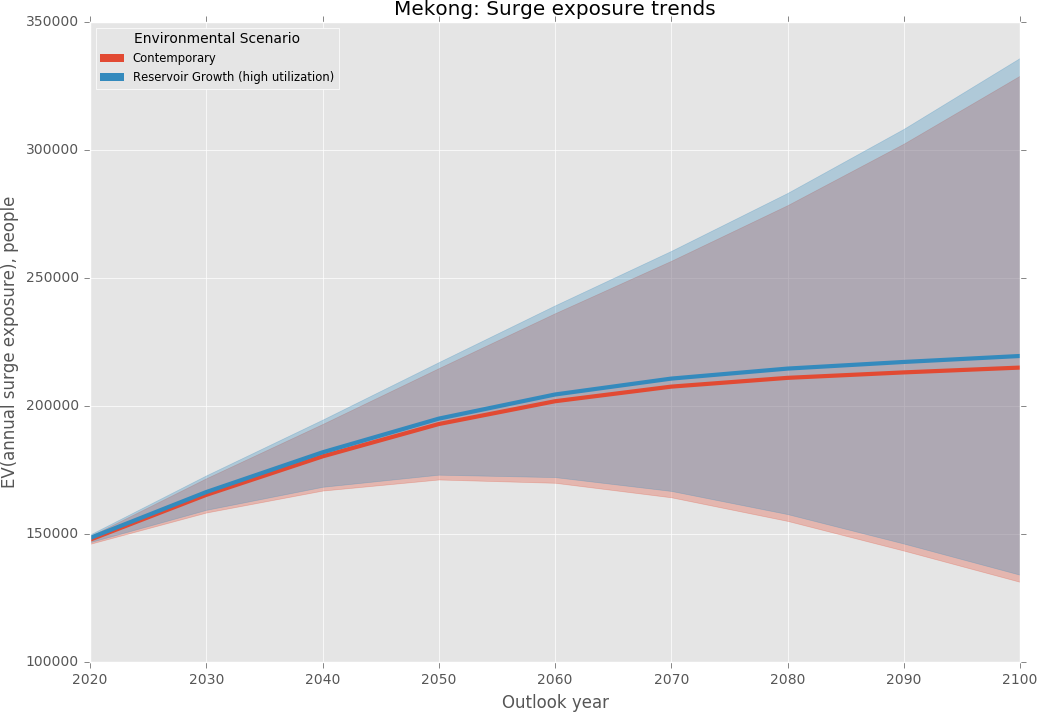 Mekong: Surge exposure trends
Environmental Scenario
Contemporary
Reservoir Growth (high utilization)
EV(annual surge exposure), people
350000
300000
250000
200000
150000
100000
2020 2030 2040 2050 2060 2070 2080 2090 2100
Outlook year